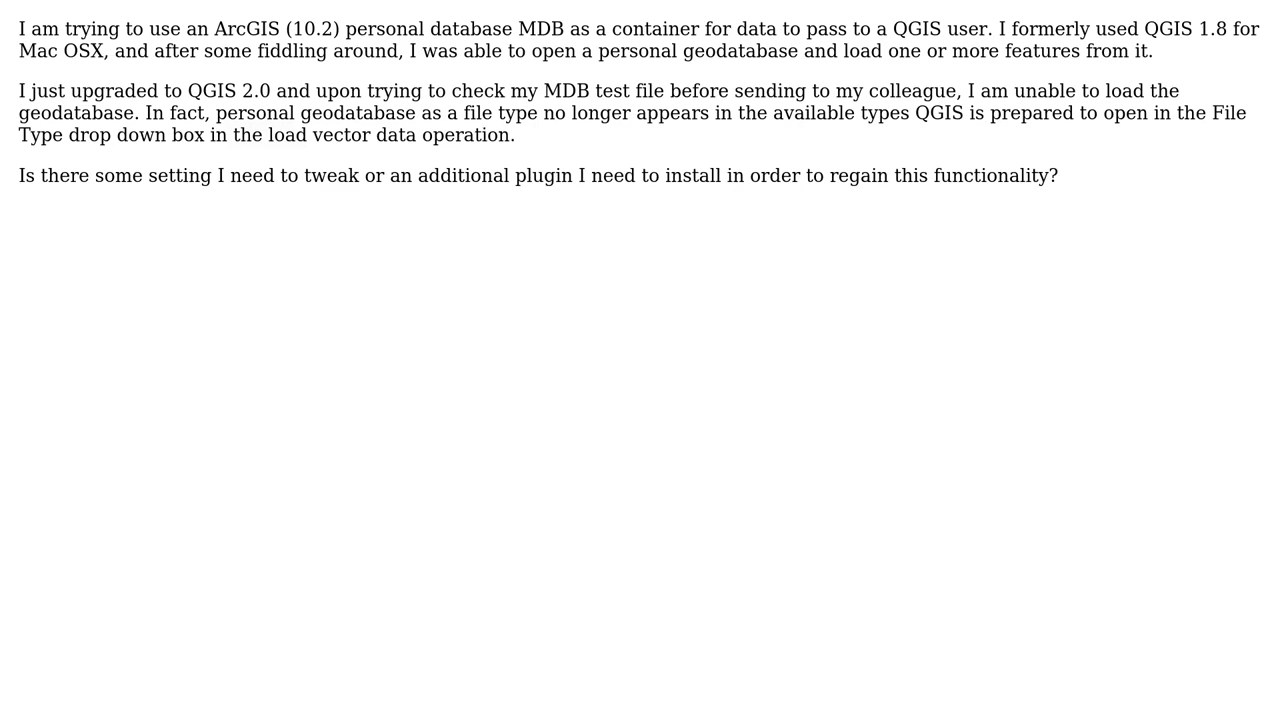 I am trying to use an ArcGIS (10.2) personal database MDB as a container for data to pass to a QGIS user. I formerly used QGIS 1.8 for
Mac OSX, and after some fiddling around, I was able to open a personal geodatabase and load one or more features from it.
I just upgraded to QGIS 2.0 and upon trying to check my MDB test file before sending to my colleague, I am unable to load the
geodatabase. In fact, personal geodatabase as a file type no longer appears in the available types QGIS is prepared to open in the File
Type drop down box in the load vector data operation.
Is there some setting I need to tweak or an additional plugin I need to install in order to regain this functionality?